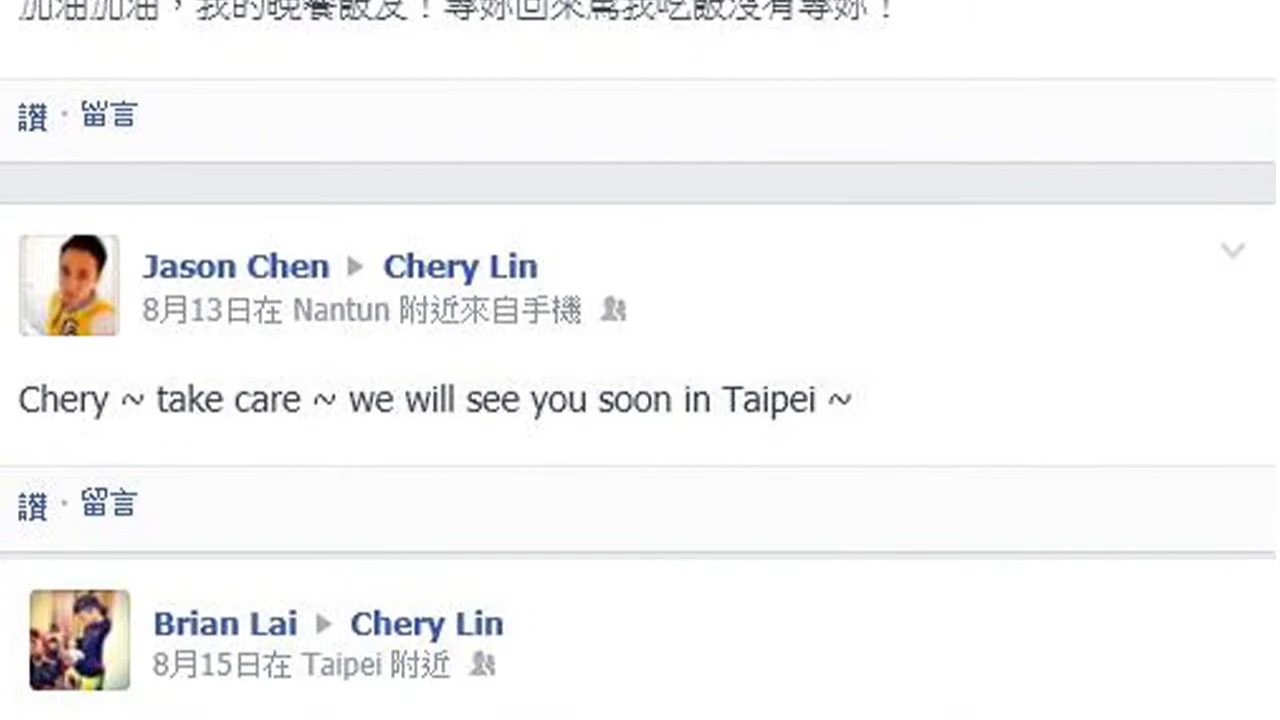 加油加油，我的晚餐飯友！等妳回來罵我吃飯沒有等妳！
讚 · 留言
Jason Chen ▶ Chery Lin
8月13日在 Nantun 附近來自手機
Chery ~ take care ~ we will see you soon in Taipei ~
讚 · 留言
Brian Lai ▶ Chery Lin
8月15日在 Taipei 附近